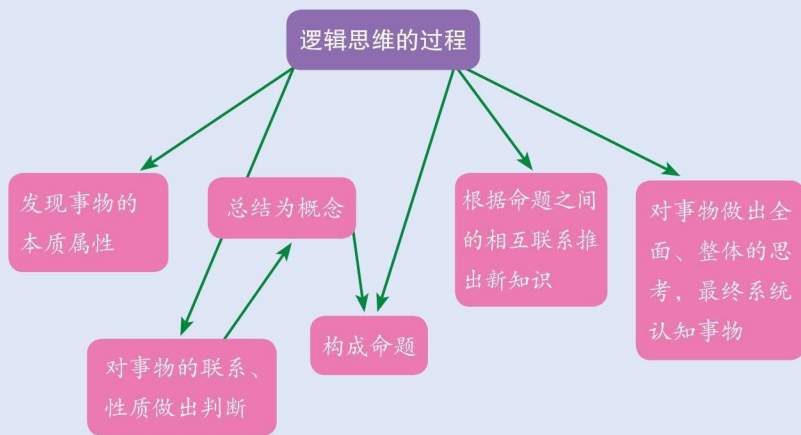 逻辑思维的过程
发现事物的
本质属性
总结为概念
根据命题之间
的相互联系推
出新知识
对事物做出全
面、整体的思
考，最终系统
认知事物
对事物的联系、
性质做出判断
构成命题